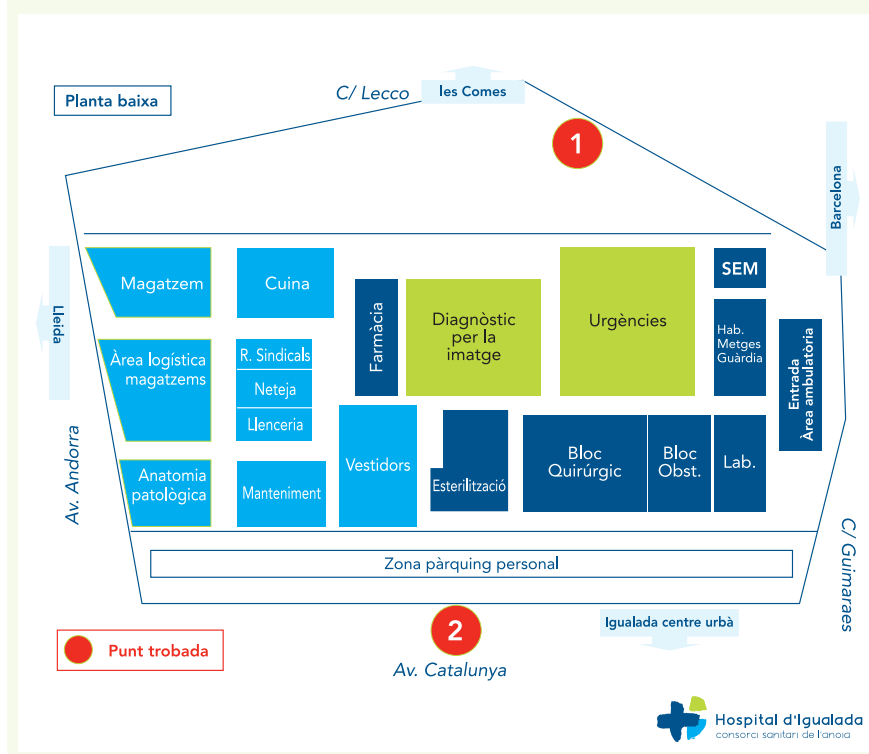 Planta baixa
C/ Lecco
les Comes
1
Barcelona
Lleida
Magatzem
Cuina
Farmàcia
Diagnòstic
per la
imatge
Urgències
SEM
Hab.
Metges
Guàrdia
Entrada
Àrea ambulatòria
Àrea logística
magatzems
R. Sindicals
Neteja
Llenceria
Vestidors
Esterilització
Bloc
Quirúrgic
Bloc
Obst.
Lab.
Anatomia
patològica
Manteniment
Av. Andorra
C/ Guimaraes
Zona pàrquing personal
2
Igualada centre urbà
Punt trobada
Av. Catalunya
Hospital d'Igualada
consorci sanitari de l'anoia